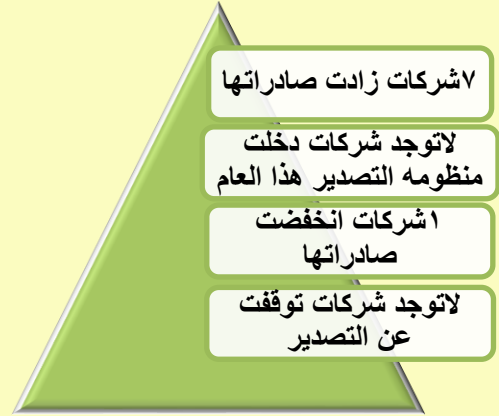 ٧شركات زادت صادراتها
لاتوجد شركات دخلت
منظومه التصدير هذا العام
١شركات انخفضت
صادراتها
لاتوجد شركات توقفت
عن التصدير